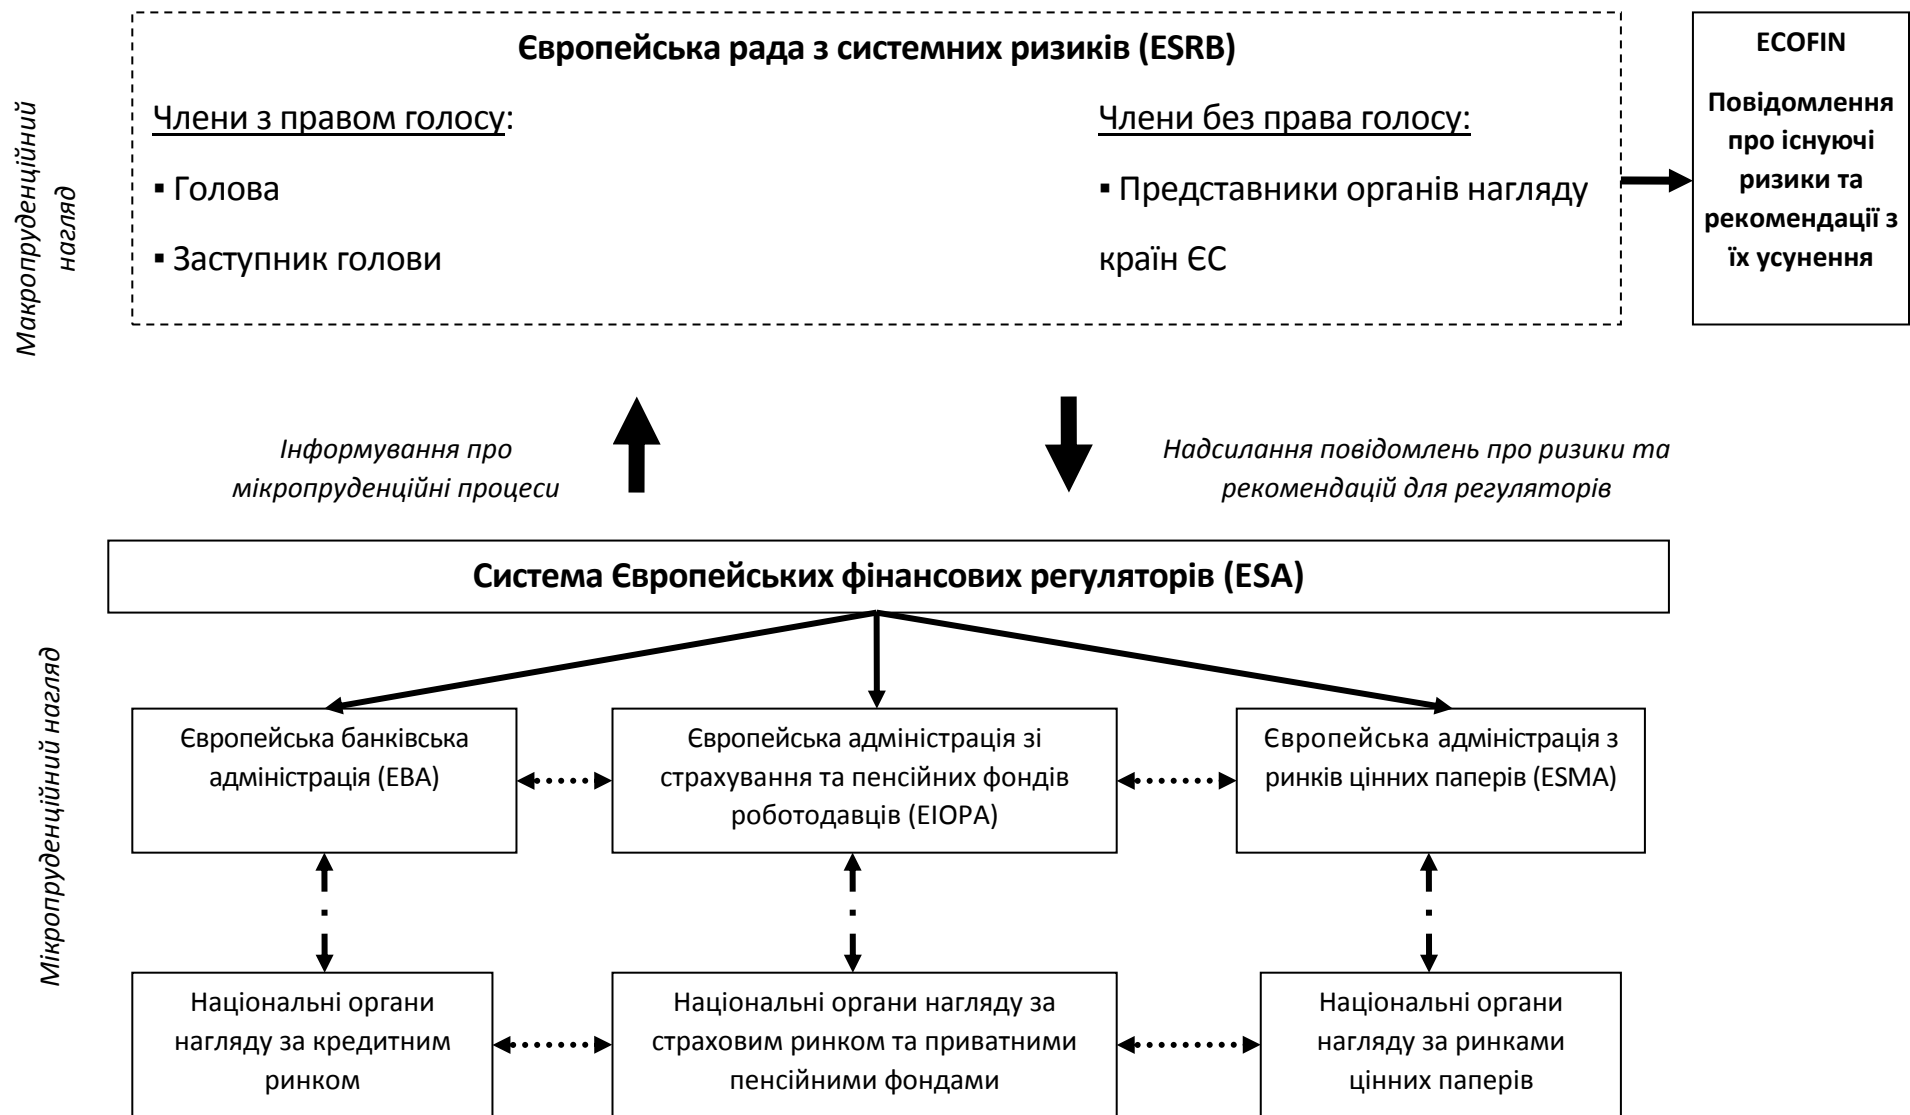 Європейська рада з системних ризиків (ESRB)
Члени з правом голосу:
▪ Голова
▪ Заступник голови
Члени без права голосу:
▪ Представники органів нагляду
країн ЄС
ECOFIN
Повідомлення
про існуючі
ризики та
рекомендації з
їх усунення
Макропруденційний
нагляд
Інформування про
мікропруденційні процеси
Надсилання повідомлень про ризики та
рекомендацій для регуляторів
Система Європейських фінансових регуляторів (ESA)
Мікропруденційний нагляд
Європейська банківська
адміністрація (EBA)
Європейська адміністрація зі
страхування та пенсійних фондів
роботодавців (EIOPA)
Європейська адміністрація з
ринків цінних паперів (ESMA)
Національні органи
нагляду за кредитним
ринком
Національні органи нагляду за
страховим ринком та приватними
пенсійними фондами
Національні органи
нагляду за ринками
цінних паперів